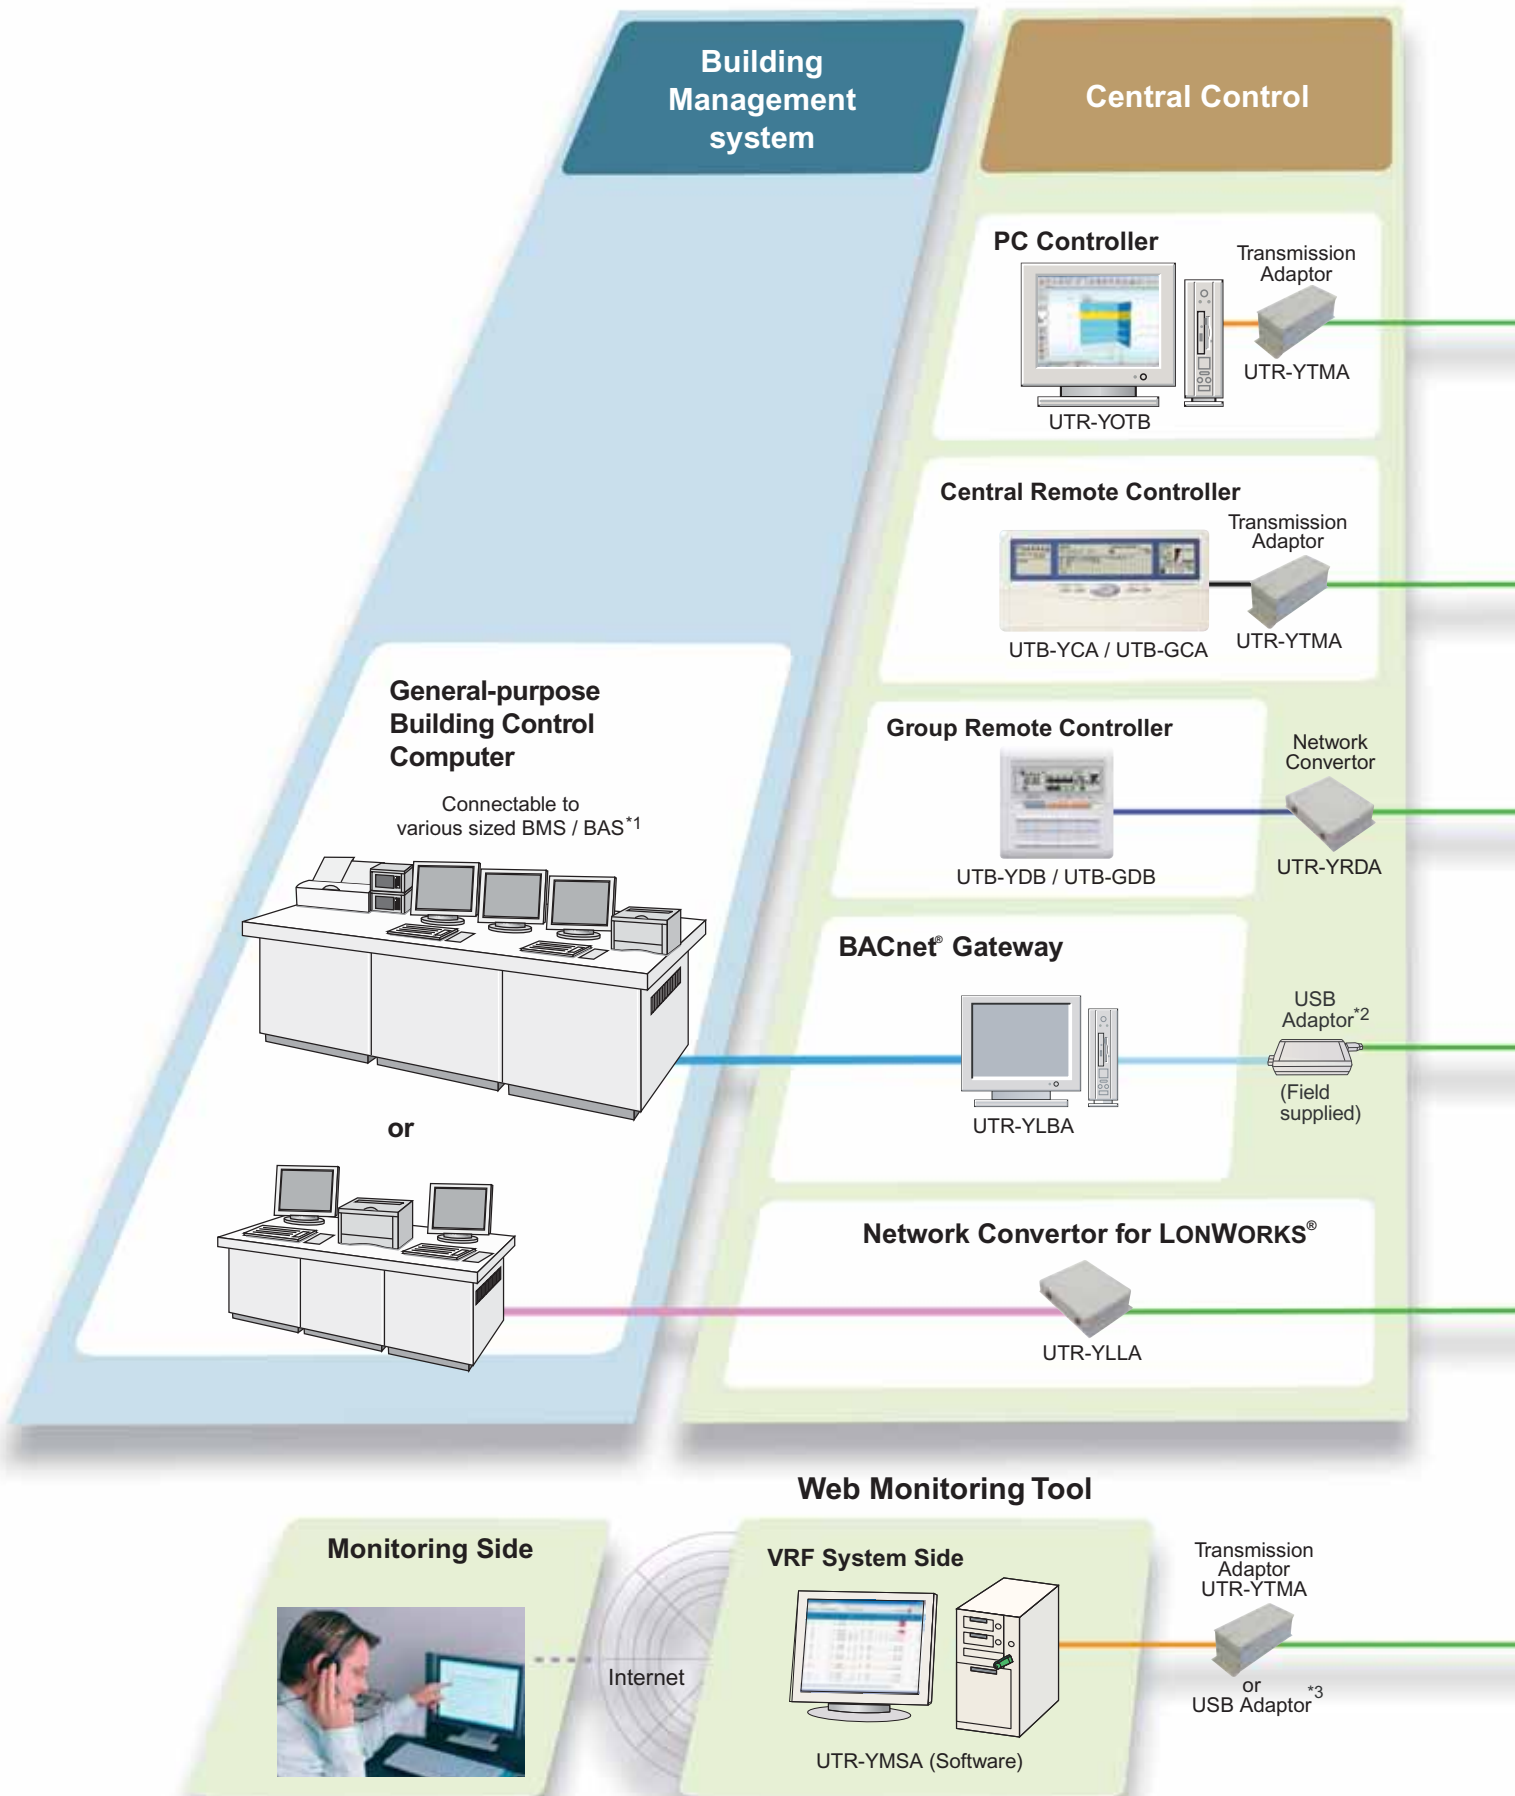 Building
Management
system
Central Control
PC Controller
Transmission
Adaptor
UTR-YTMA
UTR-YOTB
Central Remote Controller
Transmission
Adaptor
UTB-YCA / UTB-GCA
UTR-YTMA
General-purpose
Building Control
Computer
Connectable to
various sized BMS / BAS*1
or
Group Remote Controller
Network
Convertor
UTB-YDB / UTB-GDB
UTR-YRDA
BACnet® Gateway
USB
Adaptor*2
(Field
supplied)
UTR-YLBA
Network Convertor for LONWORKS®
UTR-YLLA
Web Monitoring Tool
Monitoring Side
Internet
VRF System Side
UTR-YMSA (Software)
Transmission
Adaptor
UTR-YTMA
or
USB Adaptor*3